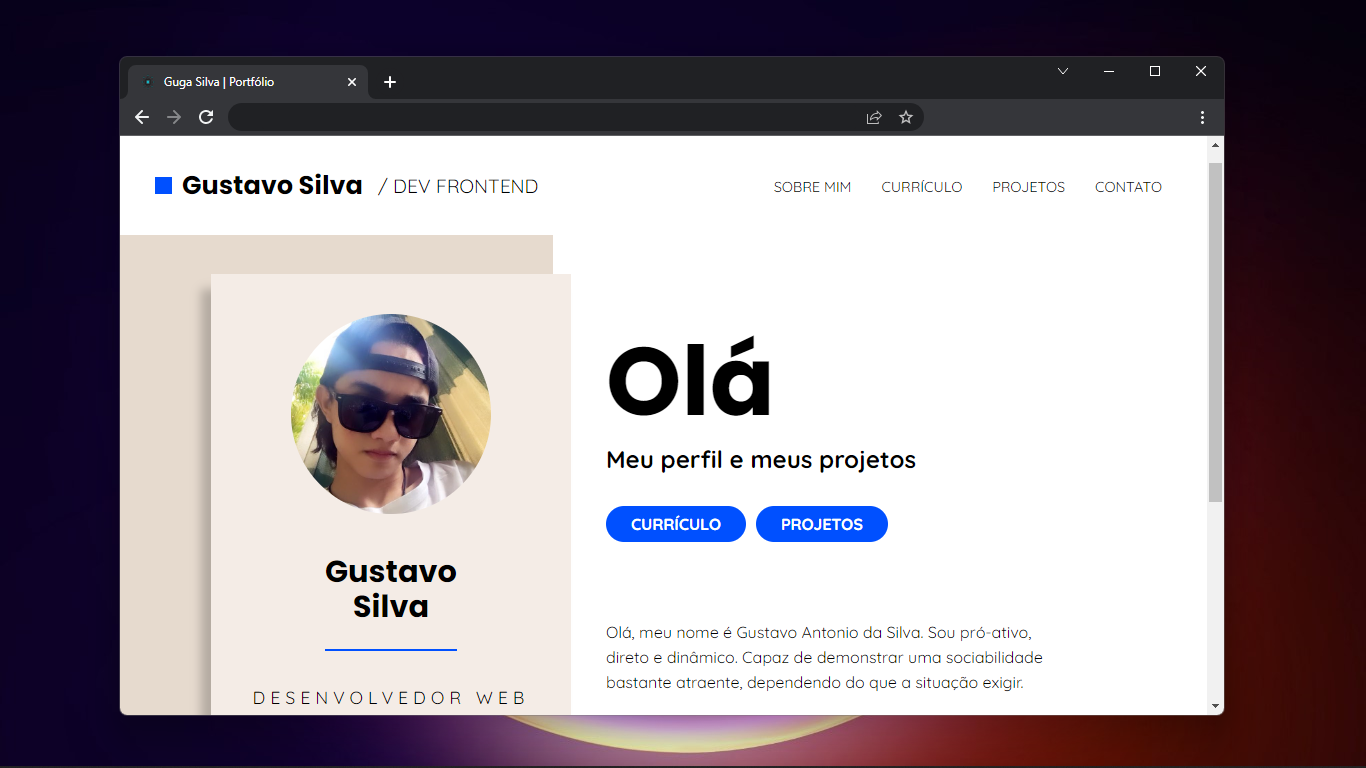 Guga Silva | Portfólio
Gustavo Silva / DEV FRONTEND
SOBRE MIM CURRÍCULO PROJETOS CONTATO
Gustavo
Silva
DESENVOLVEDOR WEB
Olá
Meu perfil e meus projetos
CURRÍCULO PROJETOS
Olá, meu nome é Gustavo Antonio da Silva. Sou pró-ativo,
direto e dinâmico. Capaz de demonstrar uma sociabilidade
bastante atraente, dependendo do que a situação exigir.